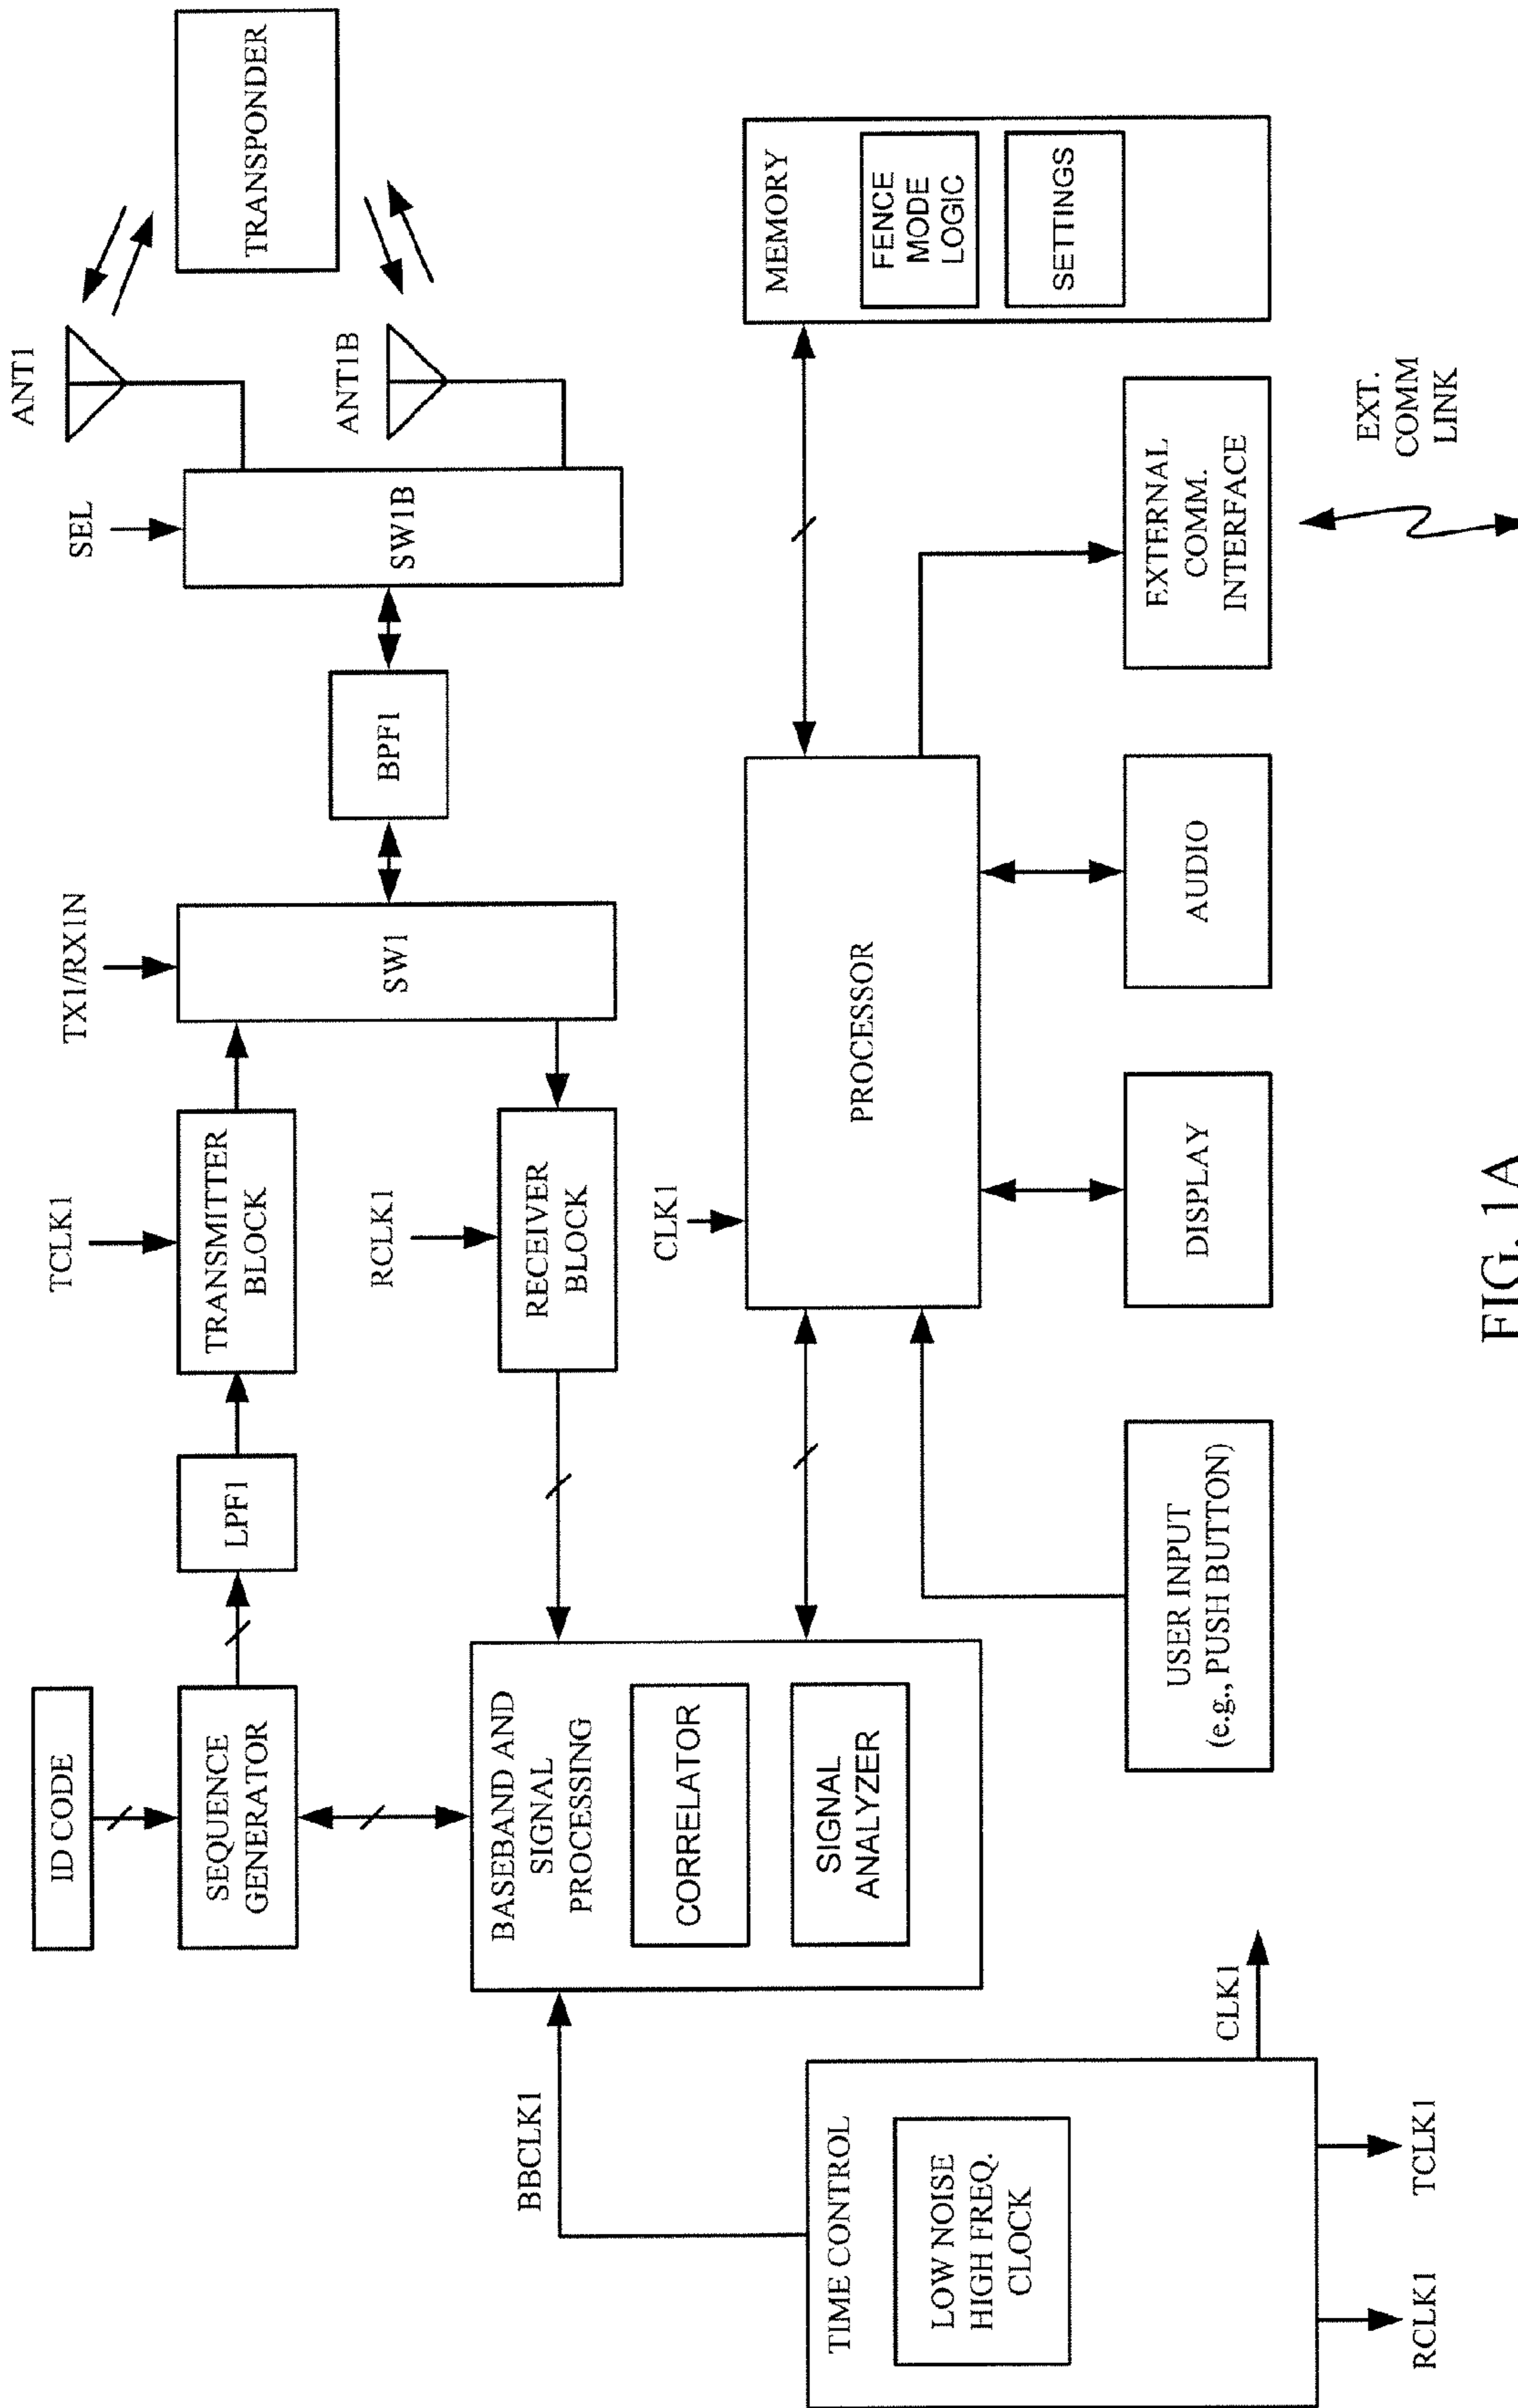 ID CODE
SEQUENCE
GENERATOR
LPF1
TCLK1
TRANSMITTER
BLOCK
TX1/RX1N
SW1
BPF1
SEL
SW1B
ANT1
ANT1B
TRANSPONDER
RCLK1
RECEIVER
BLOCK
BBCLK1
BASEBAND AND
SIGNAL
PROCESSING
CORRELATOR
SIGNAL
ANALYZER
CLK1
PROCESSOR
MEMORY
FENCE
MODE
LOGIC
SETTINGS
TIME CONTROL
LOW NOISE
HIGH FREQ.
CLOCK
CLK1
RCLK1
TCLK1
USER INPUT
(e.g., PUSH BUTTON)
DISPLAY
AUDIO
EXTERNAL
COMM.
INTERFACE
EXT.
COMM
LINK
FIG. 1A